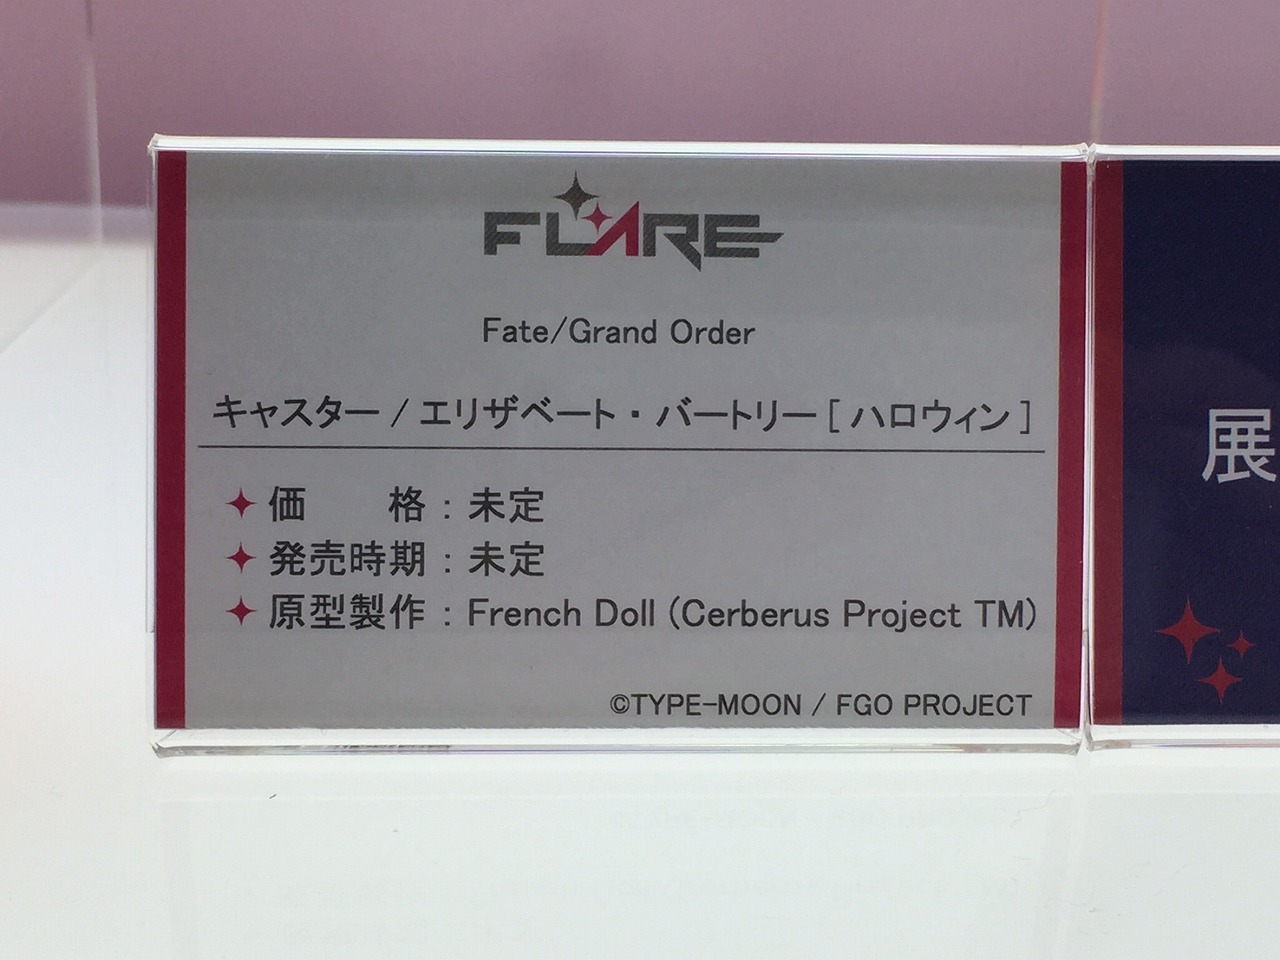 FLARE
Fate/Grand Order
キャスター / エリザベート・バートリー [ ハロウィン ]
価　　格 : 未定
発売時期 : 未定
原型製作 : French Doll (Cerberus Project TM)
©TYPE-MOON / FGO PROJECT
展